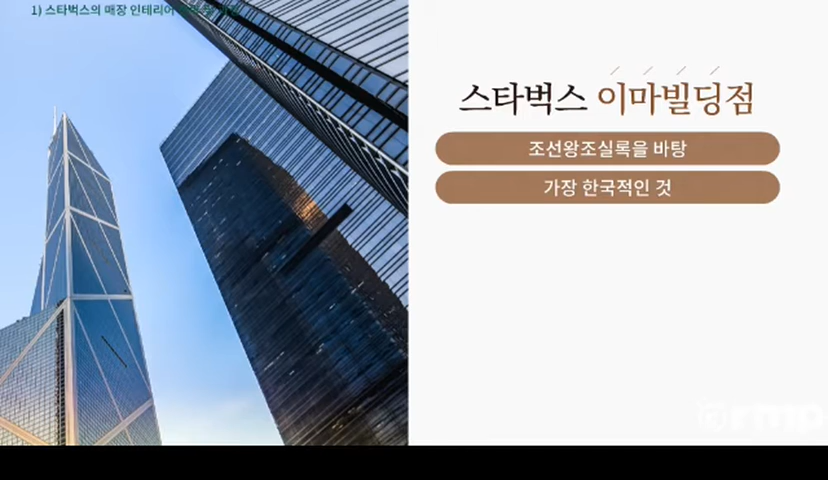 1) 스타벅스의 매장 인테리어
스타벅스 이마빌딩점
조선왕조실록을 바탕
가장 한국적인 것